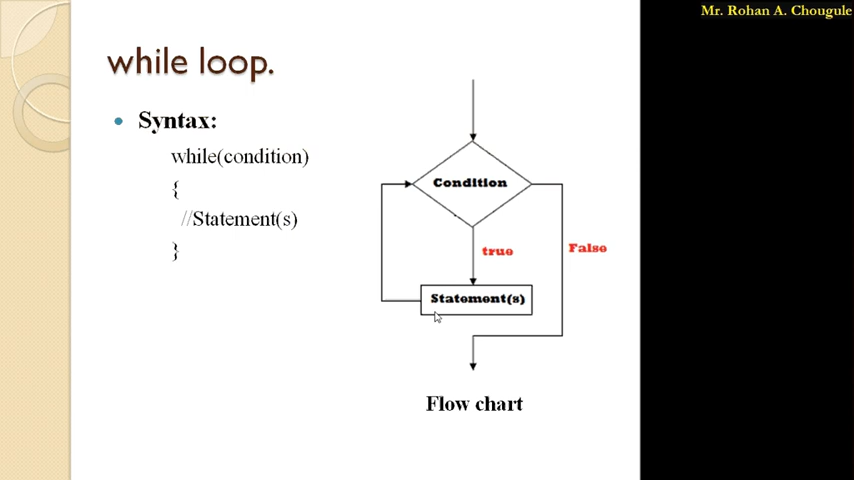 Mr. Rohan A. Chougule
while loop.
Syntax:
while(condition)
{
//Statement(s)
}
Condition
true
False
Statement(s)
Flow chart